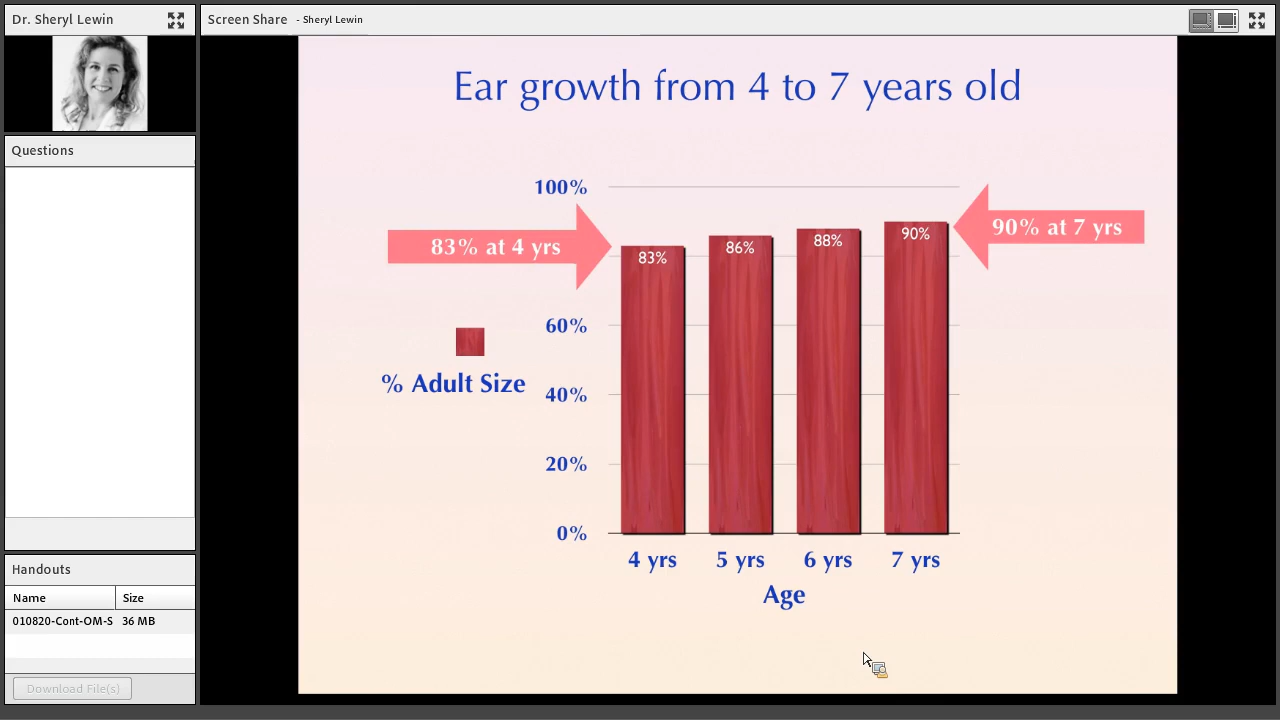 Dr. Sheryl Lewin
Screen Share - Sheryl Lewin
Questions
Handouts
Name Size
010820-Cont-OM-S 36 MB
Download File(s)
Ear growth from 4 to 7 years old
100%
83% at 4 yrs
90% at 7 yrs
83%
86%
88%
90%
60%
% Adult Size
40%
20%
0%
4 yrs 5 yrs 6 yrs 7 yrs
Age